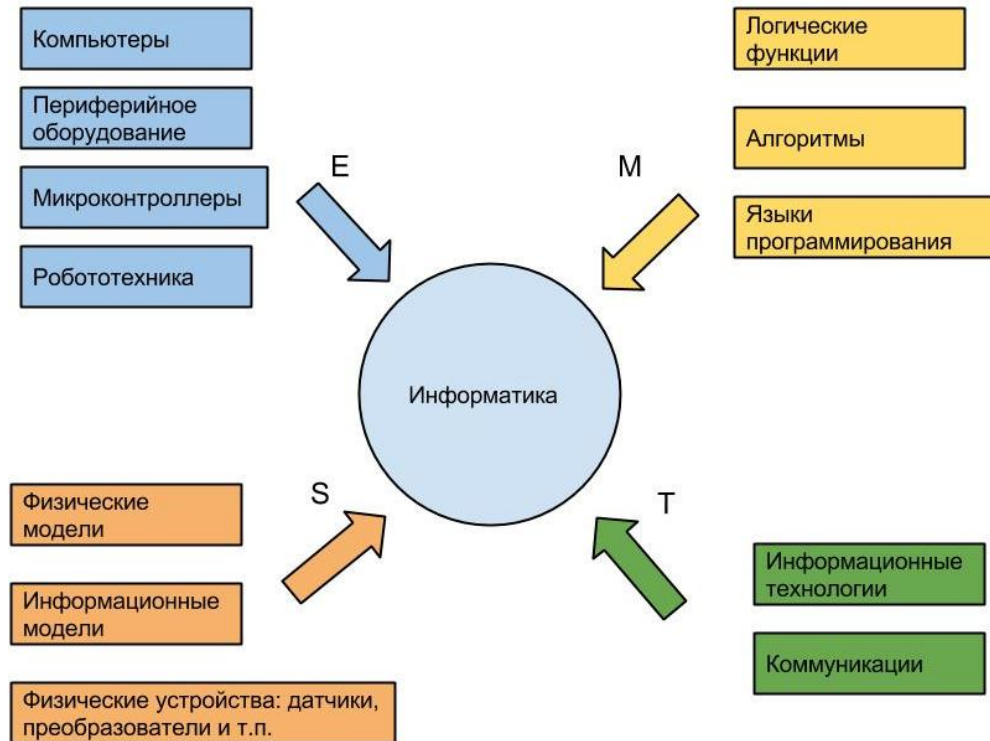 Компьютеры
Периферийное
оборудование
Микроконтроллеры
Робототехника
E
Логические
функции
Алгоритмы
Языки
программирования
M
Информатика
S
Физические
модели
Информационные
модели
Физические устройства: датчики,
преобразователи и т.п.
T
Информационные
технологии
Коммуникации